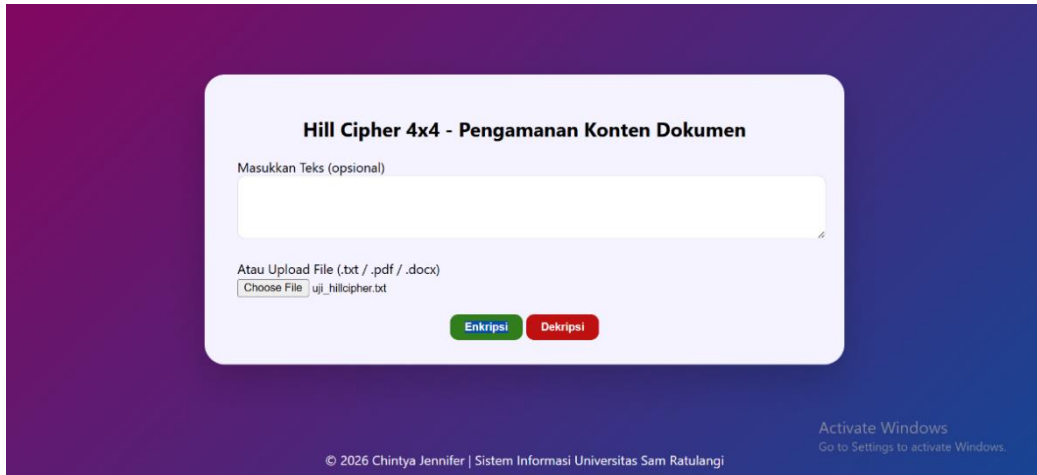 Hill Cipher 4x4 - Pengamanan Konten Dokumen
Masukkan Teks (opsional)
Atau Upload File (.txt / .pdf / .docx)
Choose File uji_hillcipher.txt
Enkripsi Dekripsi
Activate Windows
Go to Settings to activate Windows.
© 2026 Chintya Jennifer | Sistem Informasi Universitas Sam Ratulangi